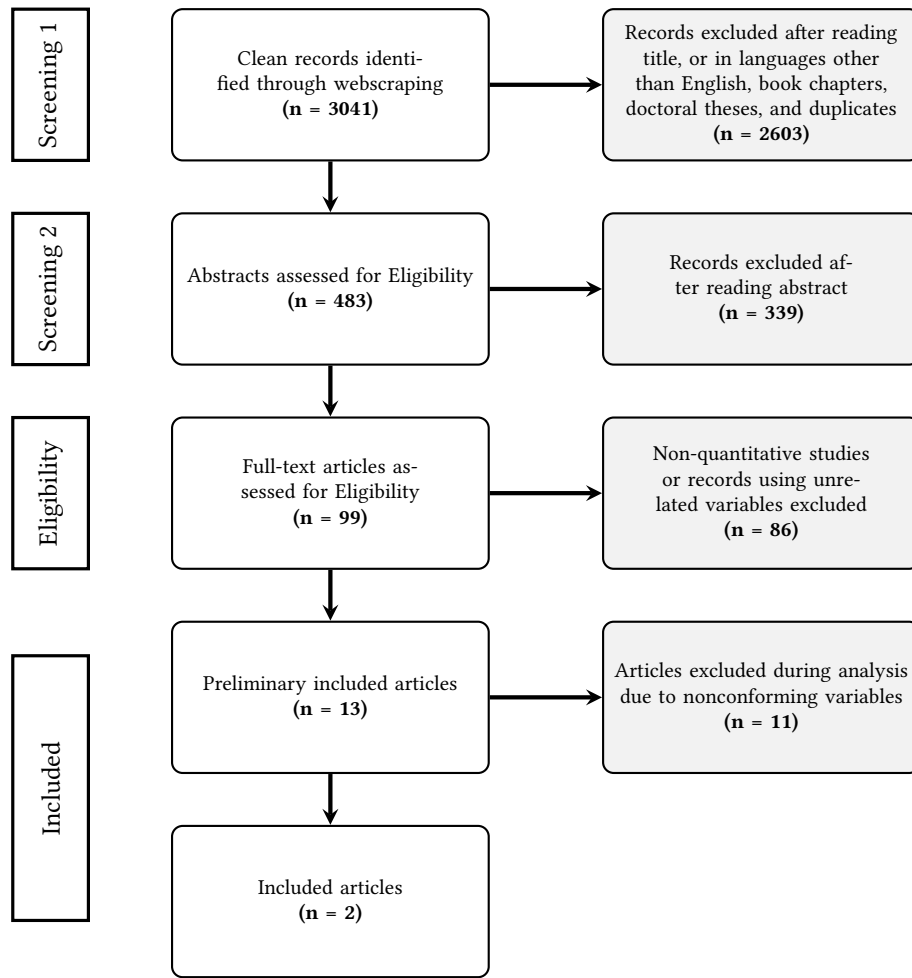 Screening 1
Clean records identi-
fied through webscraping
(n = 3041)
Records excluded after reading
title, or in languages other
than English, book chapters,
doctoral theses, and duplicates
(n = 2603)
Screening 2
Abstracts assessed for Eligibility
(n = 483)
Records excluded af-
ter reading abstract
(n = 339)
Eligibility
Full-text articles as-
sessed for Eligibility
(n = 99)
Non-quantitative studies
or records using unre-
lated variables excluded
(n = 86)
Included
Preliminary included articles
(n = 13)
Articles excluded during analysis
due to nonconforming variables
(n = 11)
Included articles
(n = 2)